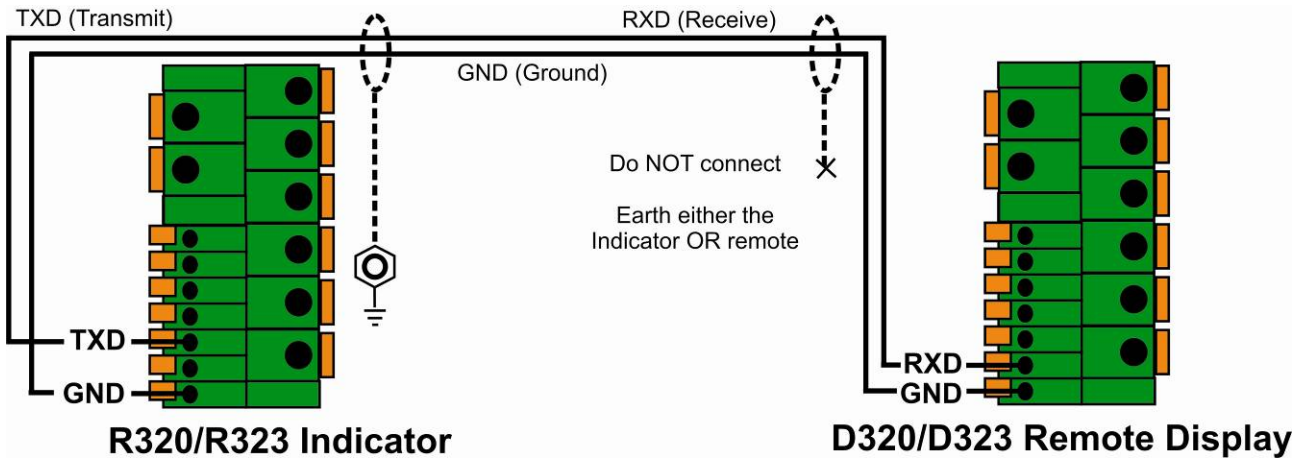 TXD (Transmit)
RXD (Receive)
GND (Ground)
Do NOT connect
Earth either the
Indicator OR remote
TXD
GND
RXD
GND
R320/R323 Indicator
D320/D323 Remote Display